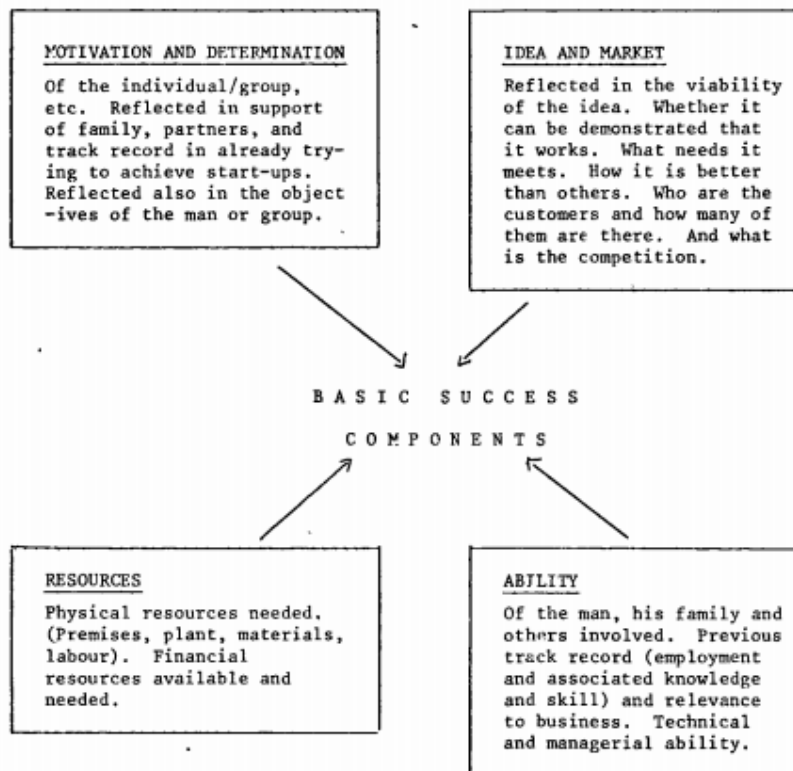 MOTIVATION AND DETERMINATION
Of the individual/group,
etc. Reflected in support
of family, partners, and
track record in already try-
ing to achieve start-ups.
Reflected also in the object
-ives of the man or group.
IDEA AND MARKET
Reflected in the viability
of the idea. Whether it
can be demonstrated that
it works. What needs it
meets. How it is better
than others. Who are the
customers and how many of
them are there. And what
is the competition.
BASIC SUCCESS
COMPONENTS
RESOURCES
Physical resources needed.
(Premises, plant, materials,
labour). Financial
resources available and
needed.
ABILITY
Of the man, his family and
others involved. Previous
track record (employment
and associated knowledge
and skill) and relevance
to business. Technical
and managerial ability.